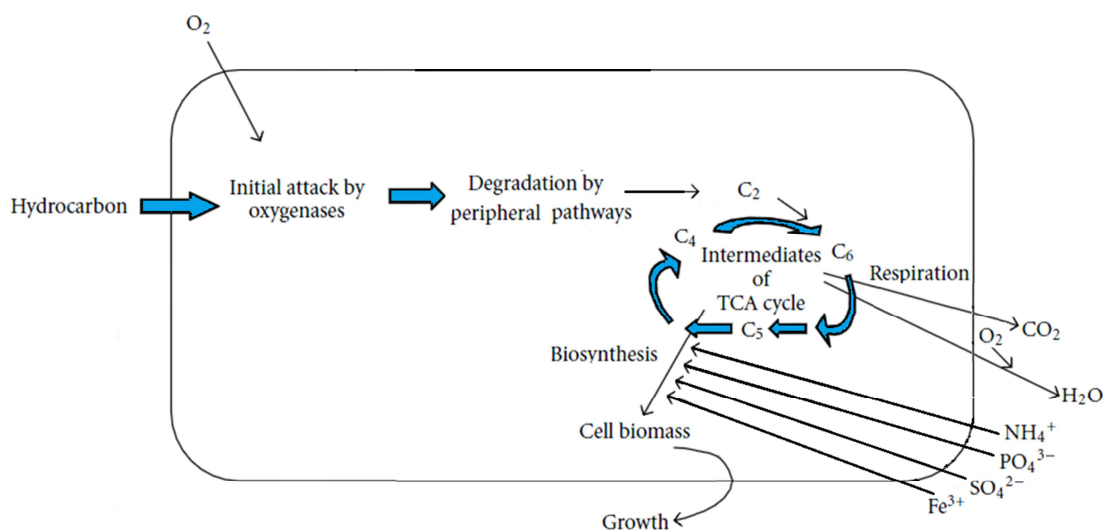 O₂
Hydrocarbon
Initial attack by
oxygenases
Degradation by
peripheral pathways
C₂
C₄
C₆
Intermediates
of
TCA cycle
C₅
Respiration
CO₂
O₂
H₂O
Biosynthesis
Cell biomass
NH₄⁺
PO₄³⁻
SO₄²⁻
Fe³⁺
Growth